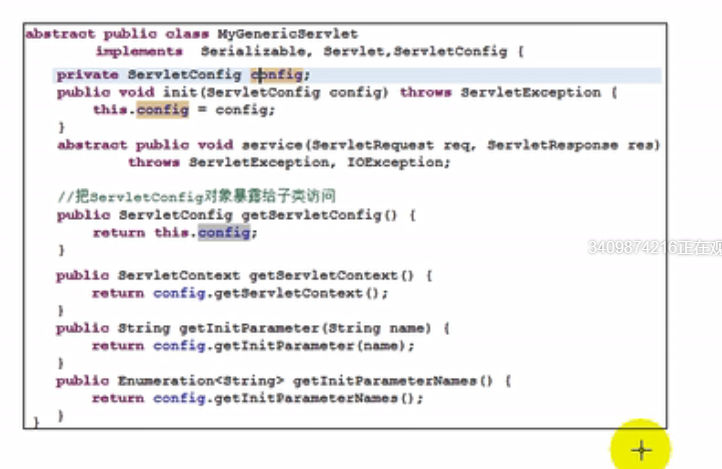 abstract public class MyGenericServlet
implements Serializable, Servlet,ServletConfig {
private ServletConfig config;
public void init(ServletConfig config) throws ServletException {
this.config = config;
}
abstract public void service(ServletRequest req, ServletResponse res)
throws ServletException, IOException;
//把ServletConfig对象暴露给子类访问
public ServletConfig getServletConfig() {
return this.config;
}
3409874216正在观
public ServletContext getServletContext() {
return config.getServletContext();
}
public String getInitParameter(String name) {
return config.getInitParameter(name);
}
public Enumeration<String> getInitParameterNames() {
return config.getInitParameterNames();
}
}